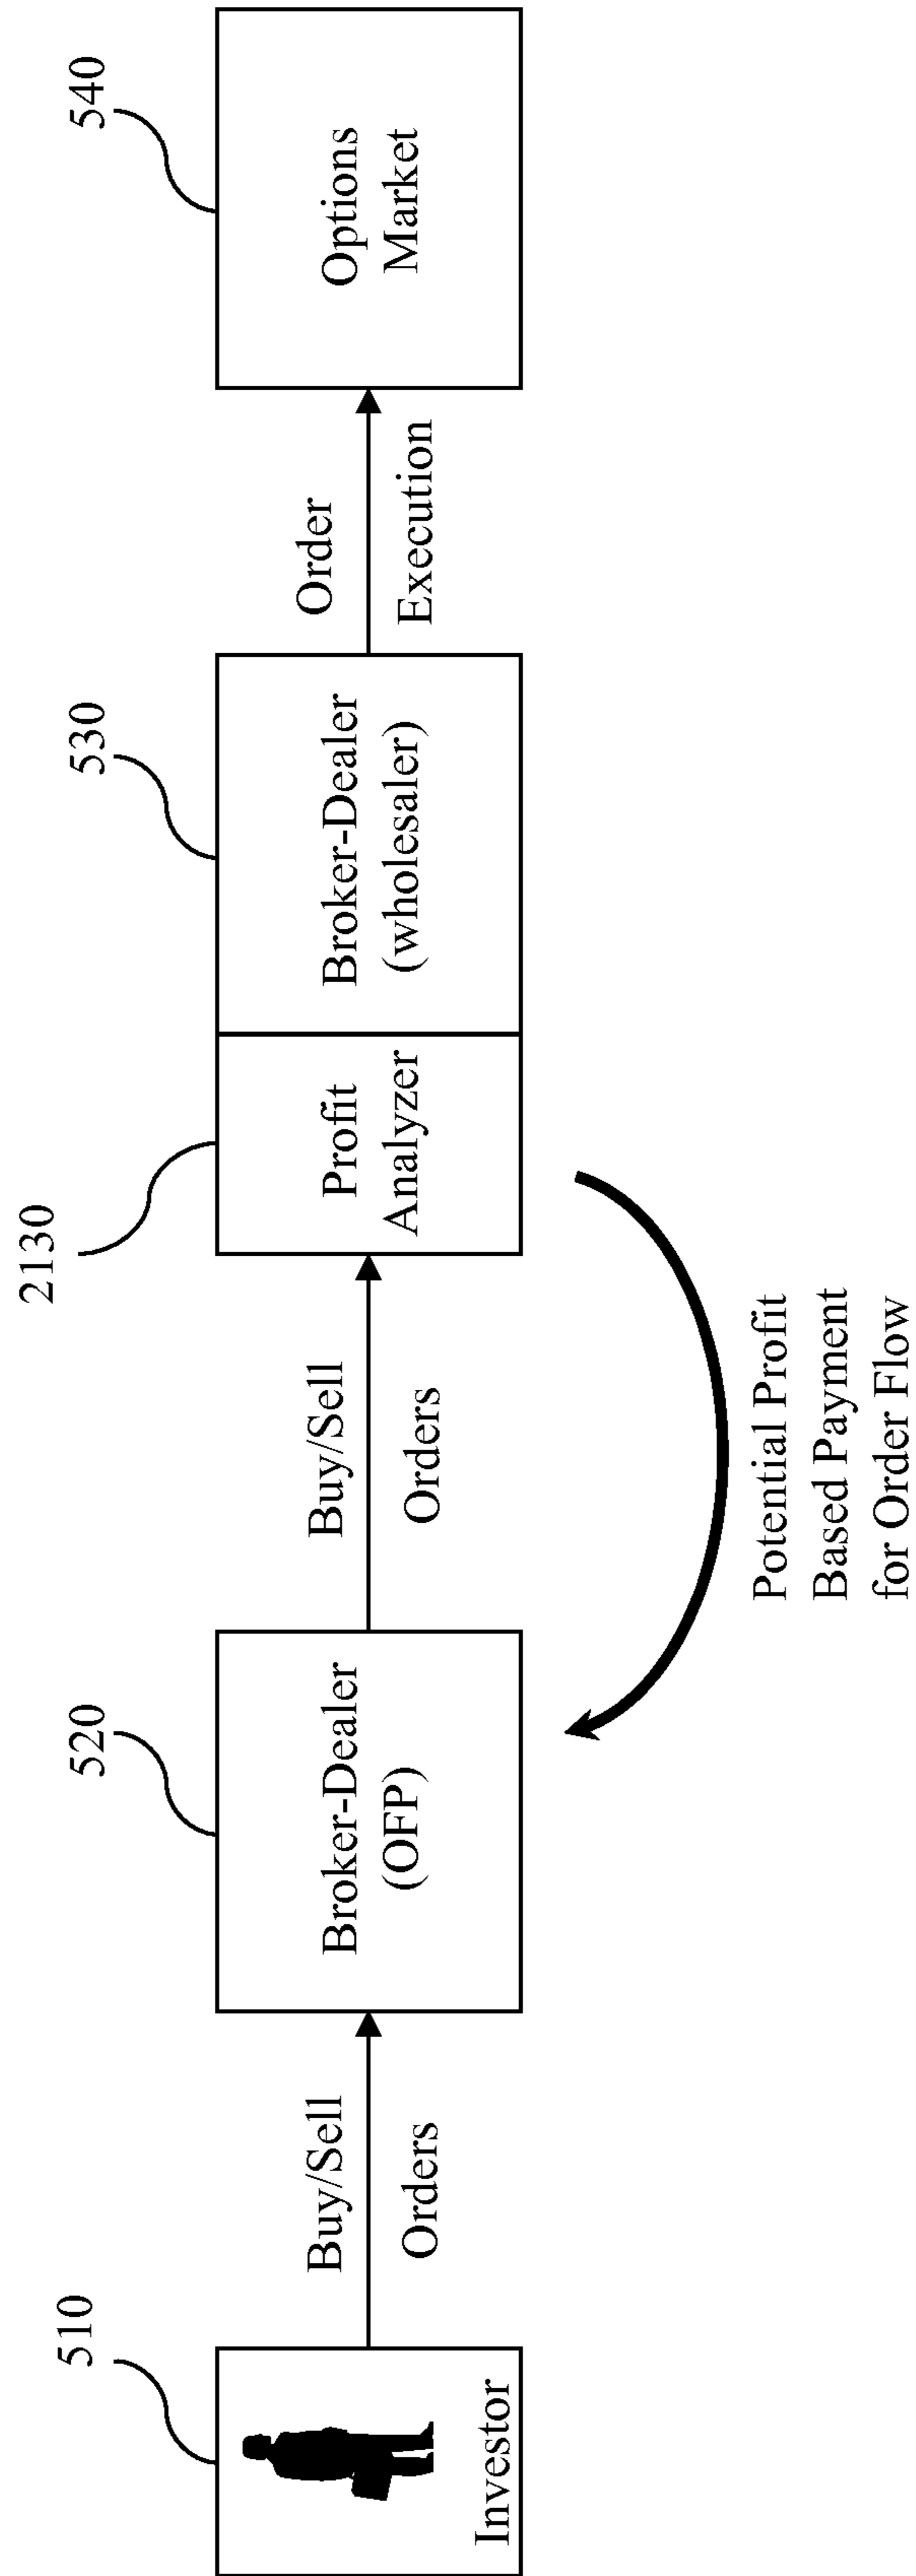 510
520
2130
530
540
Investor
Buy/Sell
Orders
Broker-Dealer
(OFP)
Buy/Sell
Orders
Profit
Analyzer
Broker-Dealer
(wholesaler)
Order
Execution
Options
Market
Potential Profit
Based Payment
for Order Flow